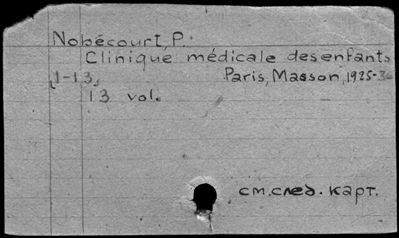 Nobécourt, P.
Clinique médicale des enfants
1-13, Paris, Masson, 1925-3
13 vol.
см. след. карт.